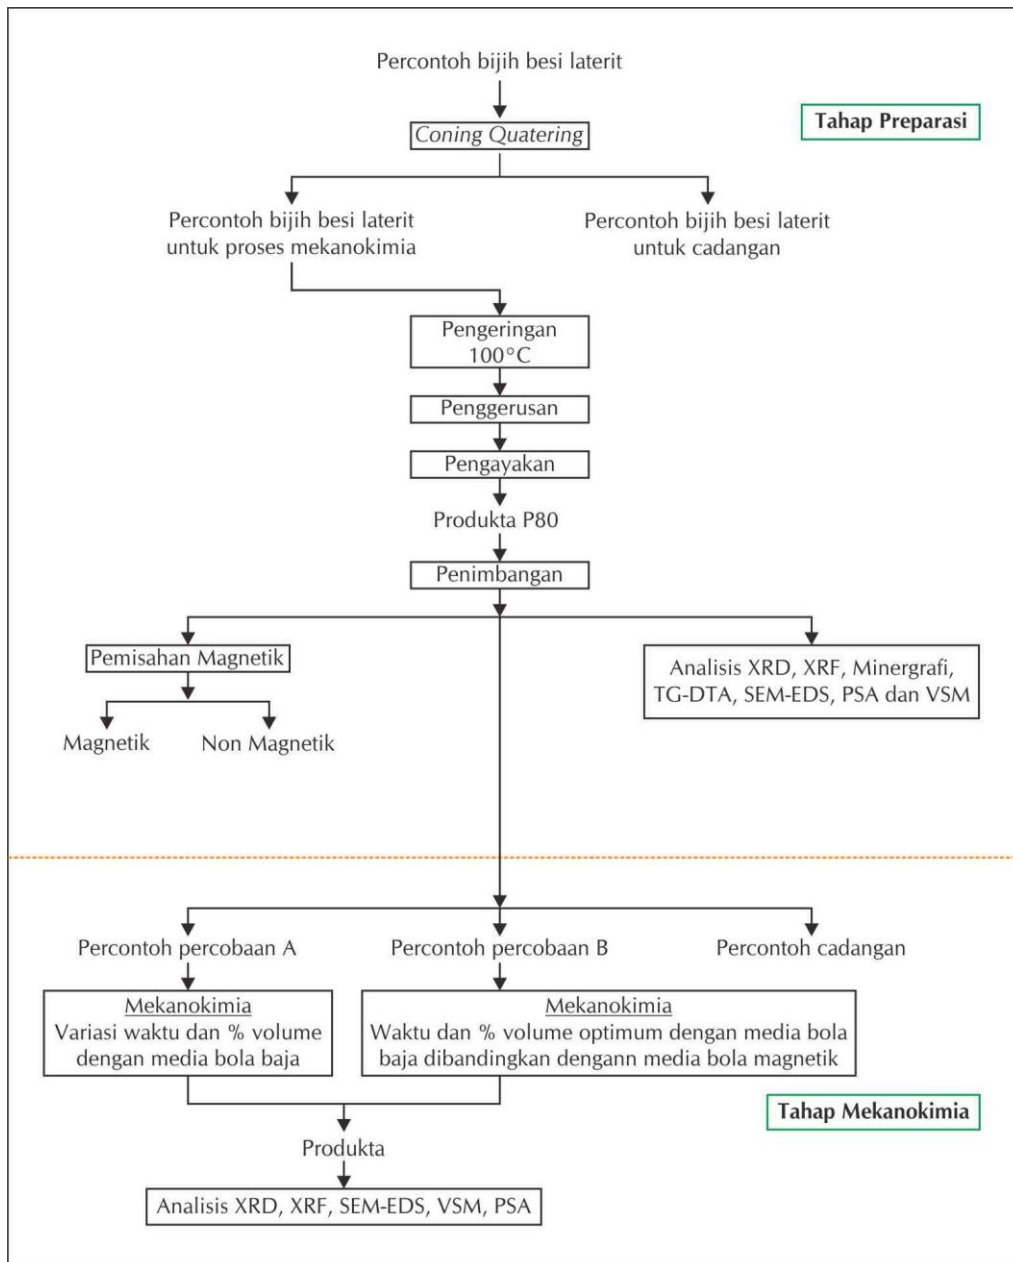 Percontoh bijih besi laterit
Tahap Preparasi
Coning Quatering
Percontoh bijih besi laterit
untuk proses mekanokimia
Percontoh bijih besi laterit
untuk cadangan
Pengeringan
100°C
Penggerusan
Pengayakan
Produkta P80
Penimbangan
Pemisahan Magnetik
Analisis XRD, XRF, Minergrafi,
TG-DTA, SEM-EDS, PSA dan VSM
Magnetik
Non Magnetik
Percontoh percobaan A
Percontoh percobaan B
Percontoh cadangan
Mekanokimia
Variasi waktu dan % volume
dengan media bola baja
Mekanokimia
Waktu dan % volume optimum dengan media bola
baja dibandingkan dengann media bola magnetik
Tahap Mekanokimia
Produkta
Analisis XRD, XRF, SEM-EDS, VSM, PSA